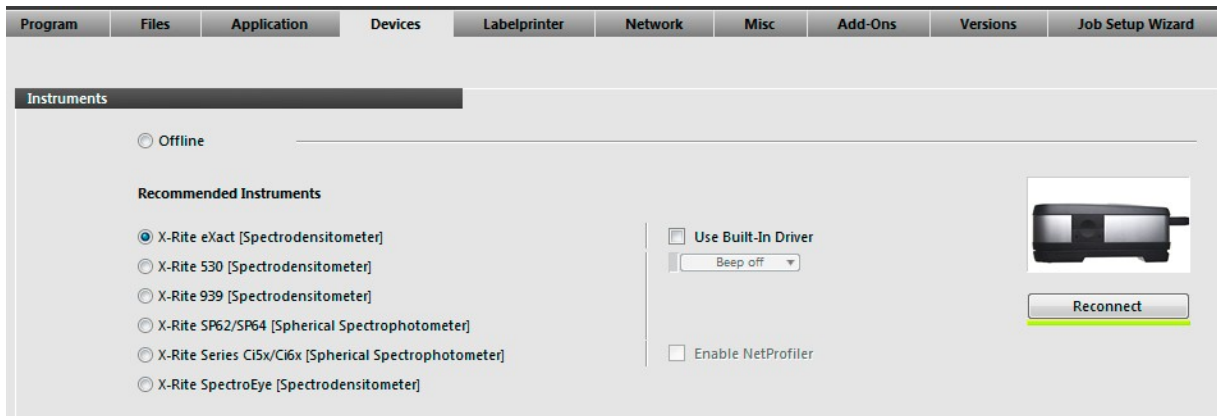 Program Files Application Devices Labelprinter Network Misc Add-Ons Versions Job Setup Wizard
Instruments
Offline
Recommended Instruments
X-Rite eXact [Spectrodensitometer] Use Built-In Driver
X-Rite 530 [Spectrodensitometer] Beep off
X-Rite 939 [Spectrodensitometer]
Reconnect
X-Rite SP62/SP64 [Spherical Spectrophotometer]
X-Rite Series Ci5x/Ci6x [Spherical Spectrophotometer] Enable NetProfiler
X-Rite SpectroEye [Spectrodensitometer]